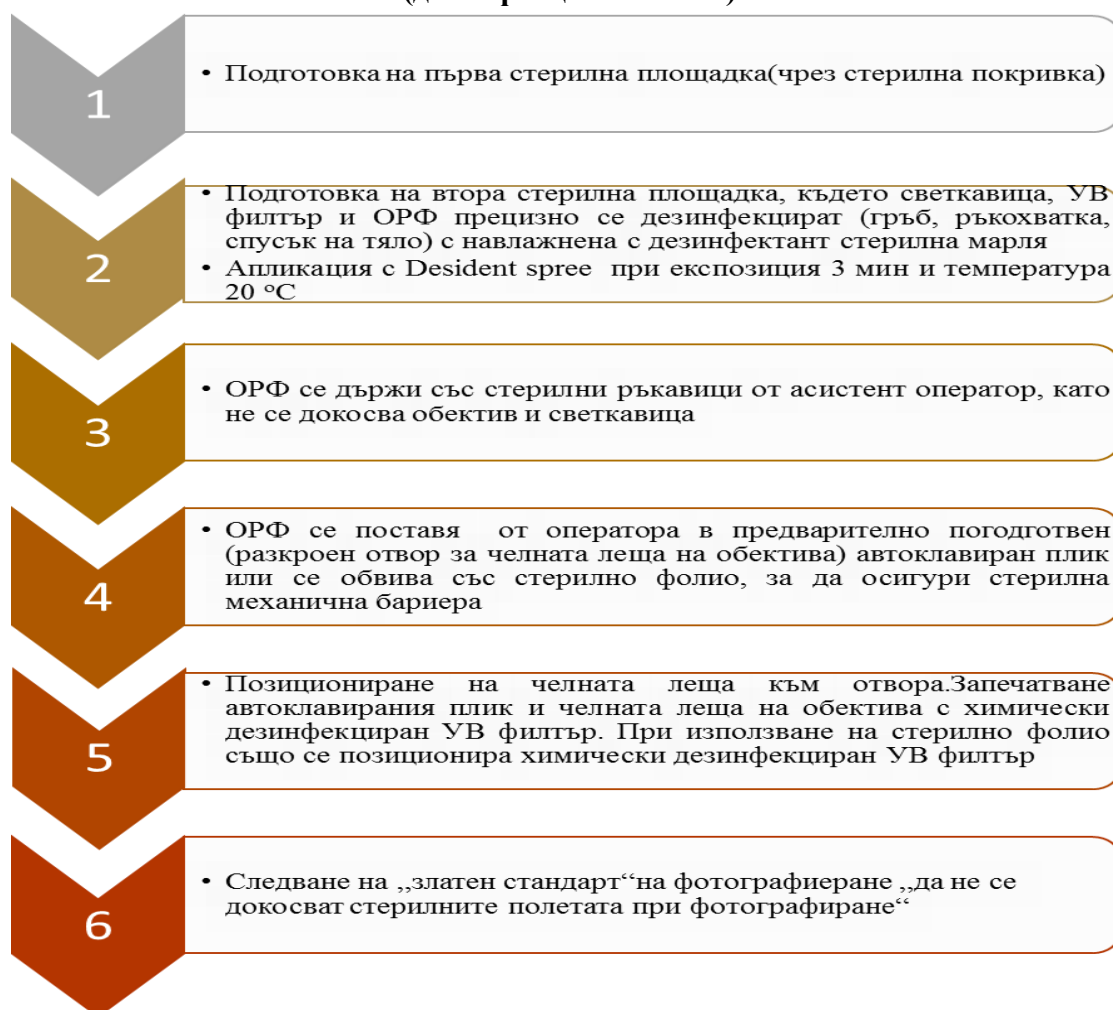 1
• Подготовка на първа стерилна площадка(чрез стерилна покривка)
2
• Подготовка на втора стерилна площадка, където светкавица, УВ
филтър и ОРФ прецизно се дезинфекцират (гръб, ръкохватка,
спусък на тяло) с навлажнена с дезинфектант стерилна марля
• Апликация с Desident spree при експозиция 3 мин и температура
20 °C
3
• ОРФ се държи със стерилни ръкавици от асистент оператор, като
не се докосва обектив и светкавица
4
• ОРФ се поставя от оператора в предварително погодготвен
(разкроен отвор за челната леща на обектива) автоклавиран плик
или се обвива със стерилно фолио, за да осигури стерилна
механична бариера
5
• Позициониране на челната леща към отвора.Запечатване
автоклавирания плик и челната леща на обектива с химически
дезинфекциран УВ филтър. При използване на стерилно фолио
също се позиционира химически дезинфекциран УВ филтър
6
• Следване на ,,златен стандарт“на фотографиеране ,,да не се
докосват стерилните полетата при фотографиране“